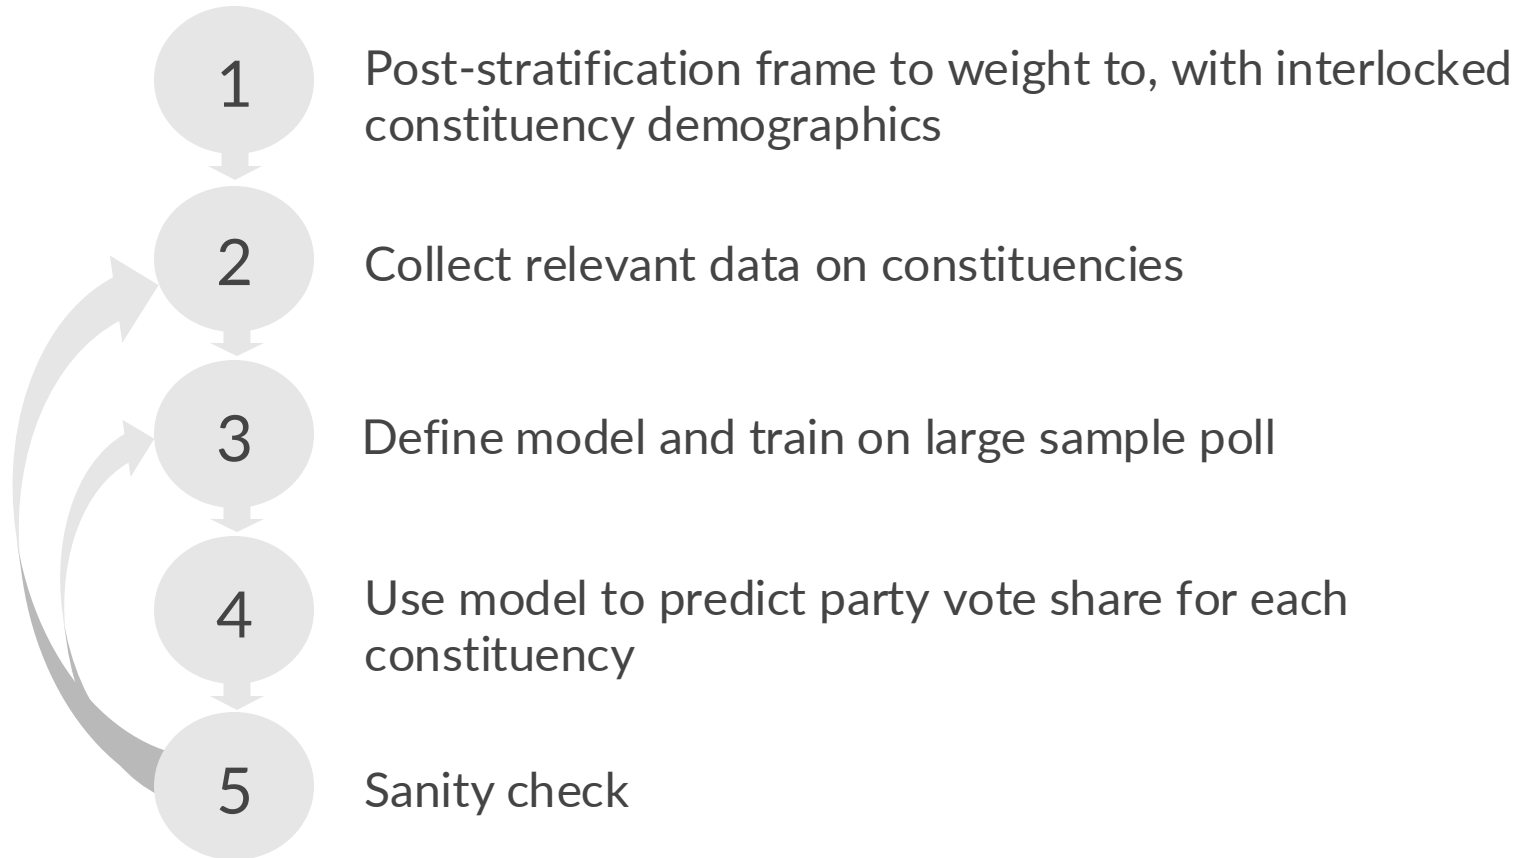 1
Post-stratification frame to weight to, with interlocked
constituency demographics
2
Collect relevant data on constituencies
3
Define model and train on large sample poll
4
Use model to predict party vote share for each
constituency
5
Sanity check